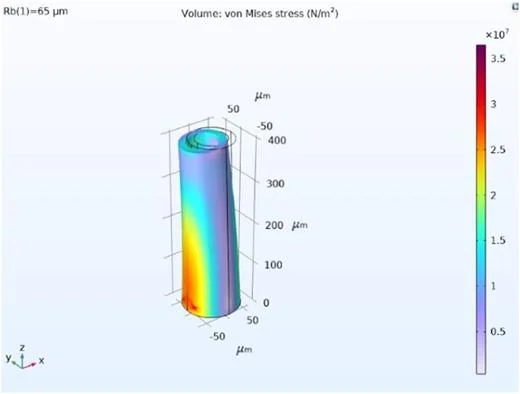 Rb(1)=65 μm
Volume: von Mises stress (N/m²)
×10⁷
3.5
3
2.5
2
1.5
1
0.5
μm
50
-50
400
300
200 μm
100
0
50
-50
μm
z
y
x